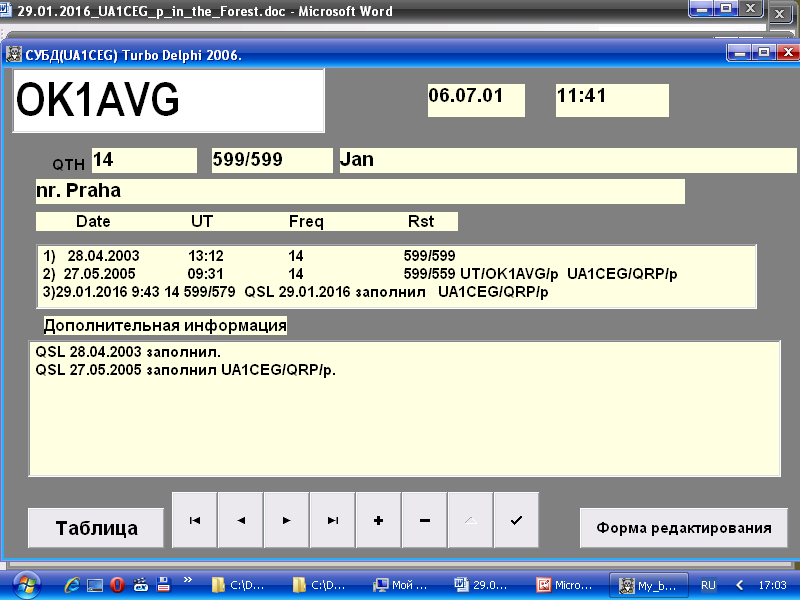 29.01.2016_UA1CEG_p_in_the_Forest.doc - Microsoft Word
СУБД(UA1CEG) Turbo Delphi 2006.
OK1AVG
06.07.01 11:41
QTH 14 599/599 Jan
nr. Praha
Date UT Freq Rst
1) 28.04.2003 13:12 14 599/599
2) 27.05.2005 09:31 14 599/559 UT/OK1AVG/p UA1CEG/QRP/p
3)29.01.2016 9:43 14 599/579 QSL 29.01.2016 заполнил UA1CEG/QRP/p
Дополнительная информация
QSL 28.04.2003 заполнил.
QSL 27.05.2005 заполнил UA1CEG/QRP/p.
Таблица
Форма редактирования
C:\D... C:\D... Мой ... 29.0... Micro... My_b... RU 17:03